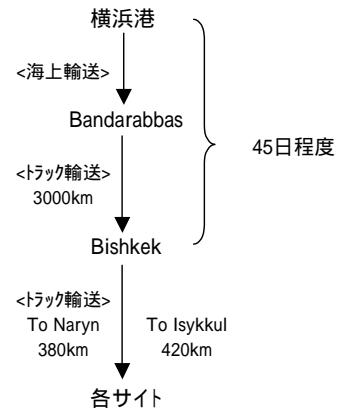 横浜港
<海上輸送>
Bandarabbas
45日程度
<ﾄﾗｯｸ輸送>
3000km
Bishkek
<ﾄﾗｯｸ輸送>
To Naryn
380km
To Isykkul
420km
各サイト